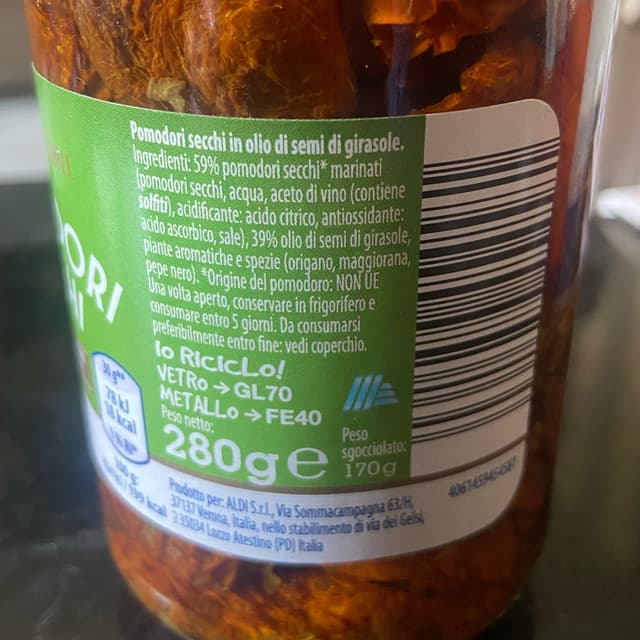 Pomodori secchi in olio di semi di girasole.
Ingredienti: 59% pomodori secchi* marinati
(pomodori secchi, acqua, aceto di vino (contiene
solfiti), acidificante: acido citrico, antiossidante:
acido ascorbico, sale), 39% olio di semi di girasole,
piante aromatiche e spezie (origano, maggiorana,
pepe nero). *Origine del pomodoro: NON UE
Una volta aperto, conservare in frigorifero e
consumare entro 5 giorni. Da consumarsi
preferibilmente entro fine: vedi coperchio.
IO RICICLO!
VETRO → GL70
METALLO → FE40
Peso netto:
280g e
Peso
sgocciolato:
170g
ORI
30g**
78 kJ
kcal
Prodotto per: ALDI S.r.l., Via Sommacampagna 63/H,
37137 Verona, Italia, nello stabilimento di via dei Gelsi,
35034 Lozzo Atestino (PD) Italia